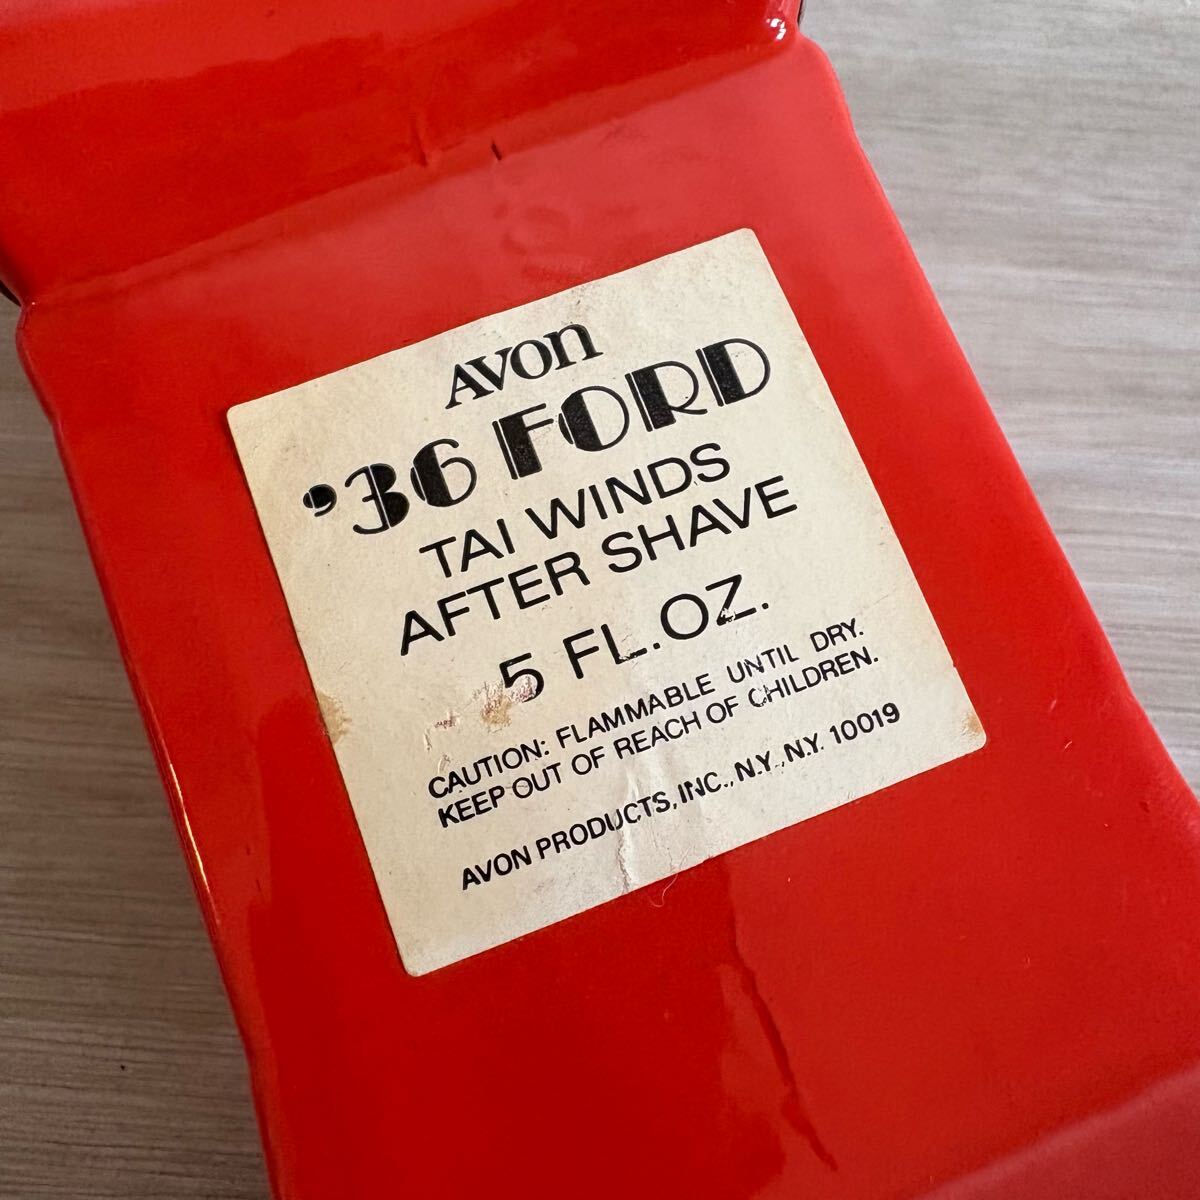 AVON
'36 FORD
TAI WINDS
AFTER SHAVE
5 FL.OZ.
CAUTION: FLAMMABLE UNTIL DRY.
KEEP OUT OF REACH OF CHILDREN.
AVON PRODUCTS, INC., N.Y., N.Y. 10019